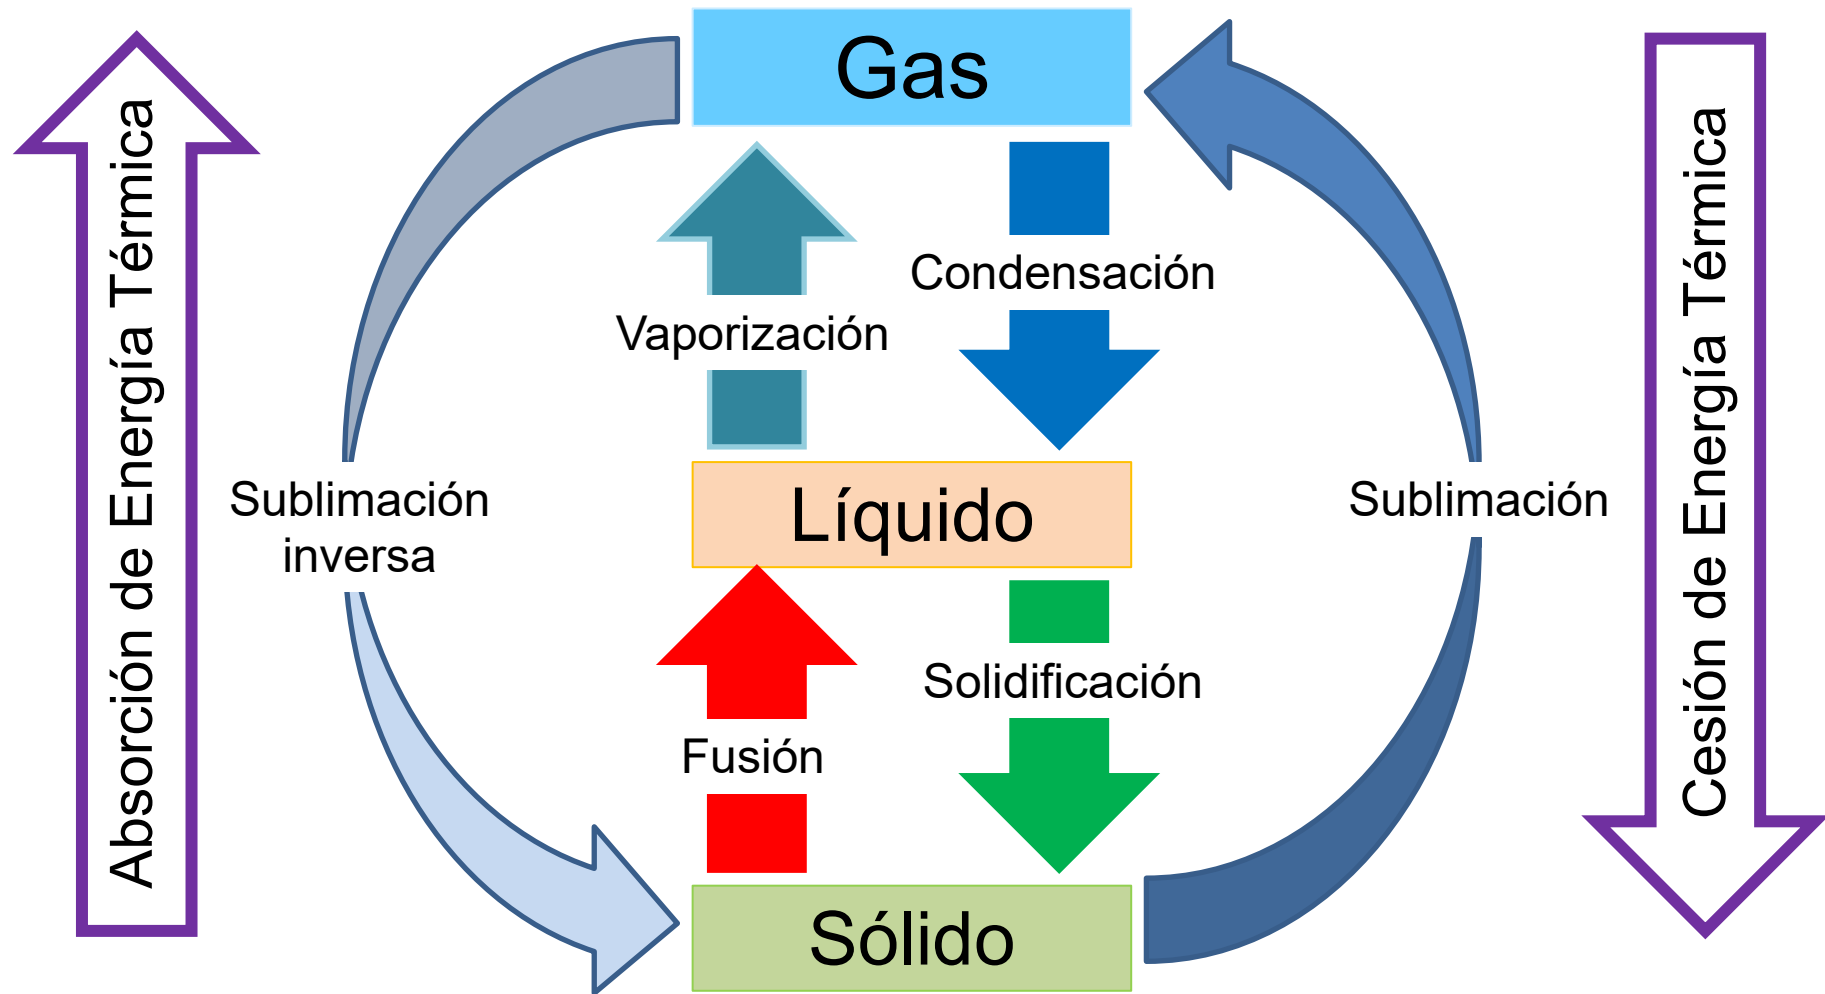 Gas
Absorción de Energía Térmica
Cesión de Energía Térmica
Condensación
Vaporización
Sublimación
inversa
Líquido
Sublimación
Solidificación
Fusión
Sólido